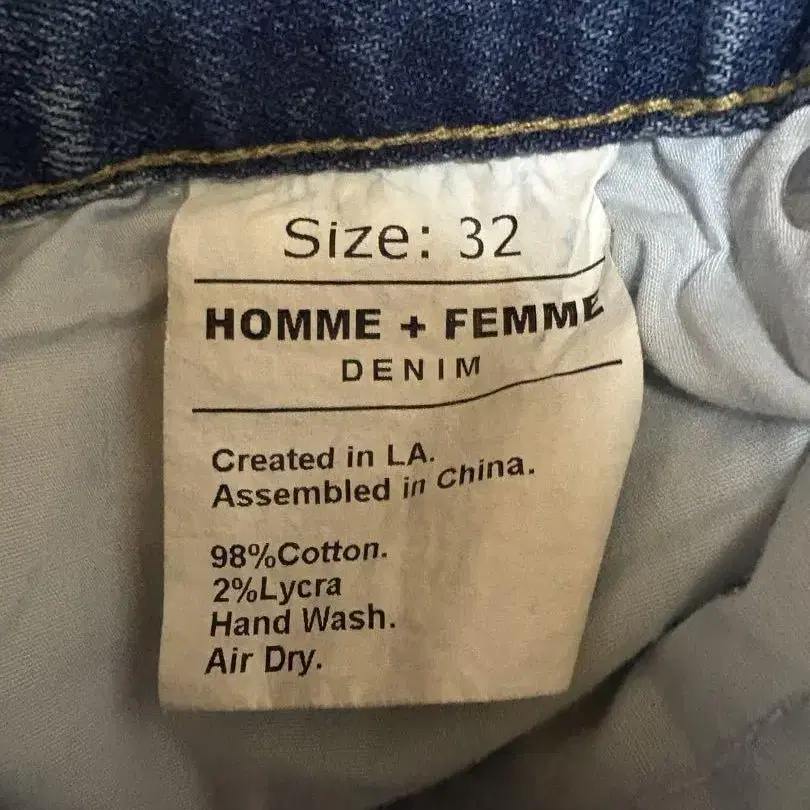 Size: 32
HOMME + FEMME
DENIM
Created in LA.
Assembled in China.
98%Cotton.
2%Lycra
Hand Wash.
Air Dry.